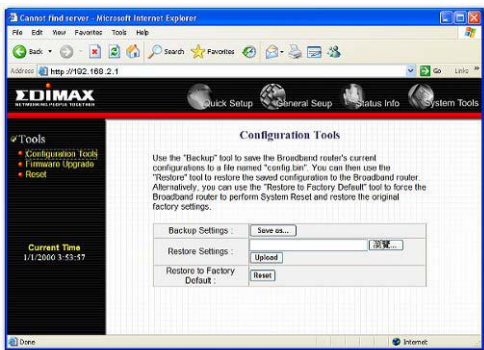 Cannot find server - Microsoft Internet Explorer
File Edit View Favorites Tools Help
Back Search Favorites
Address http://192.168.2.1 Go Links
EDIMAX
NETWORKING PEOPLE TOGETHER
Quick Setup General Seup Status Info System Tools
Tools
Configuration Tools
Firmware Upgrade
Reset
Current Time
1/1/2000 3:53:57
Configuration Tools
Use the "Backup" tool to save the Broadband router's current
configurations to a file named "config.bin". You can then use the
"Restore" tool to restore the saved configuration to the Broadband router.
Alternatively, you can use the "Restore to Factory Default" tool to force the
Broadband router to perform System Reset and restore the original
factory settings.
Backup Settings : Save as...
Restore Settings : 瀏覽...
Upload
Restore to Factory
Default : Reset
Done Internet